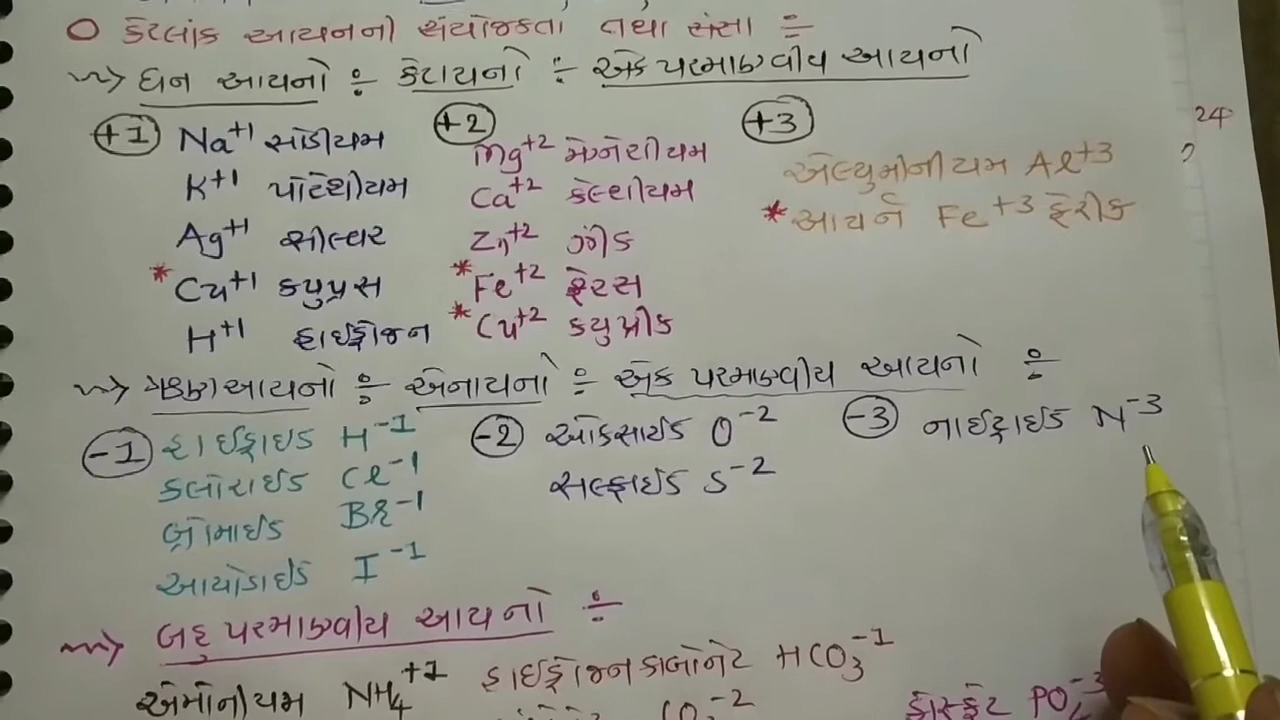 કેટલાંક આયનની સંયોજકતા તથા સંજ્ઞા ÷
ધન આયનો ÷ કેટાયનો ÷ એક પરમાણ્વીય આયનો
+1 Na+1 સોડીયમ +2 Mg+2 મેગ્નેશીયમ +3
24
K+1 પોટેશીયમ Ca+2 કેલ્શીયમ એલ્યુમીનીયમ Al+3
Ag+1 સીલ્વર Zn+2 ઝીંક * આયર્ન Fe+3 ફેરીક
* Cu+1 ક્યુપ્રસ * Fe+2 ફેરસ
H+1 હાઈડ્રોજન * Cu+2 ક્યુપ્રીક
ઋણ આયનો ÷ એનાયનો ÷ એક પરમાણ્વીય આયનો ÷
-1 હાઈડ્રાઈડ H-1 -2 ઓક્સાઈડ O-2 -3 નાઈટ્રાઈડ N-3
ક્લોરાઈડ Cl-1 સલ્ફાઈડ S-2
બ્રોમાઈડ Br-1
આયોડાઈડ I-1
બહુ પરમાણ્વીય આયનો ÷
એમોનીયમ NH4+1 હાઈડ્રોજન કાર્બોનેટ HCO3-1
CO3-2 ફોસ્ફેટ PO4-3